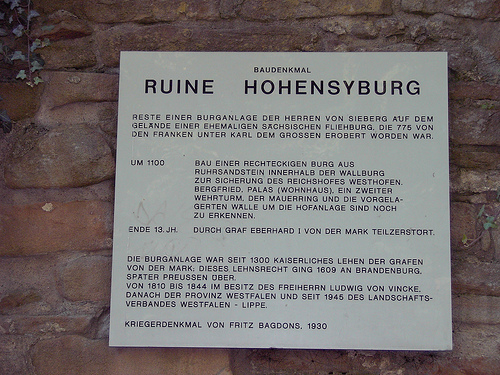 BAUDENKMAL
RUINE HOHENSYBURG
RESTE EINER BURGANLAGE DER HERREN VON SIEBERG AUF DEM
GELÄNDE EINER EHEMALIGEN SÄCHSISCHEN FLIEHBURG, DIE 775 VON
DEN FRANKEN UNTER KARL DEM GROSSEN EROBERT WORDEN WAR.
UM 1100 BAU EINER RECHTECKIGEN BURG AUS
RUHRSANDSTEIN INNERHALB DER WALLBURG
ZUR SICHERUNG DES REICHSHOFES WESTHOFEN.
BERGFRIED, PALAS (WOHNHAUS), EIN ZWEITER
WEHRTURM, DER MAUERRING UND DIE VORGELA-
GERTEN WÄLLE UM DIE HOFANLAGE SIND NOCH
ZU ERKENNEN.
ENDE 13. JH. DURCH GRAF EBERHARD I VON DER MARK TEILZERSTÖRT.
DIE BURGANLAGE WAR SEIT 1300 KAISERLICHES LEHEN DER GRAFEN
VON DER MARK; DIESES LEHNSRECHT GING 1609 AN BRANDENBURG,
SPÄTER PREUSSEN ÜBER.
VON 1810 BIS 1844 IM BESITZ DES FREIHERRN LUDWIG VON VINCKE,
DANACH DER PROVINZ WESTFALEN UND SEIT 1945 DES LANDSCHAFTS-
VERBANDES WESTFALEN - LIPPE.
KRIEGERDENKMAL VON FRITZ BAGDONS, 1930